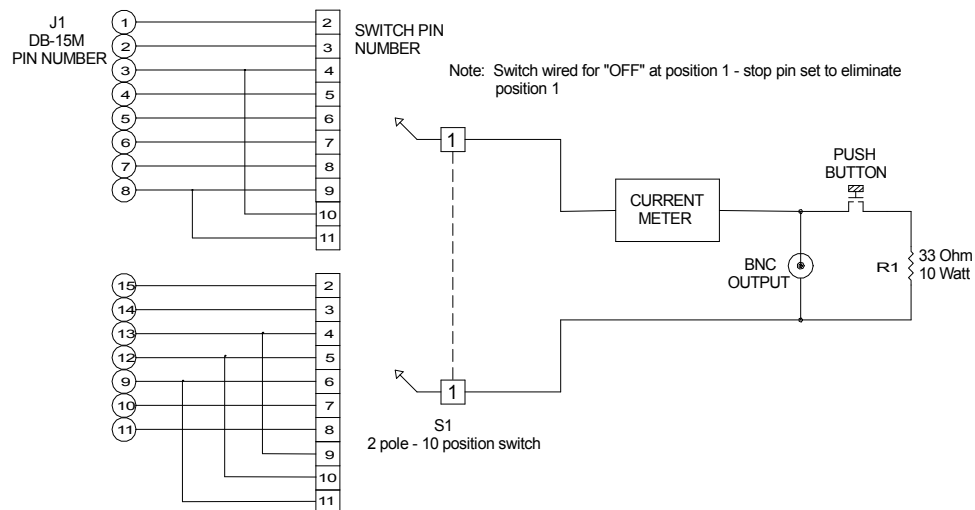 J1
DB-15M
PIN NUMBER
SWITCH PIN
NUMBER
1
2
2
3
3
4
4
5
5
6
6
7
7
8
8
9
10
11
Note: Switch wired for "OFF" at position 1 - stop pin set to eliminate
position 1
1
PUSH
BUTTON
CURRENT
METER
BNC
OUTPUT
R1
33 Ohm
10 Watt
15
2
14
3
13
4
12
5
9
6
10
7
11
8
9
10
11
1
S1
2 pole - 10 position switch